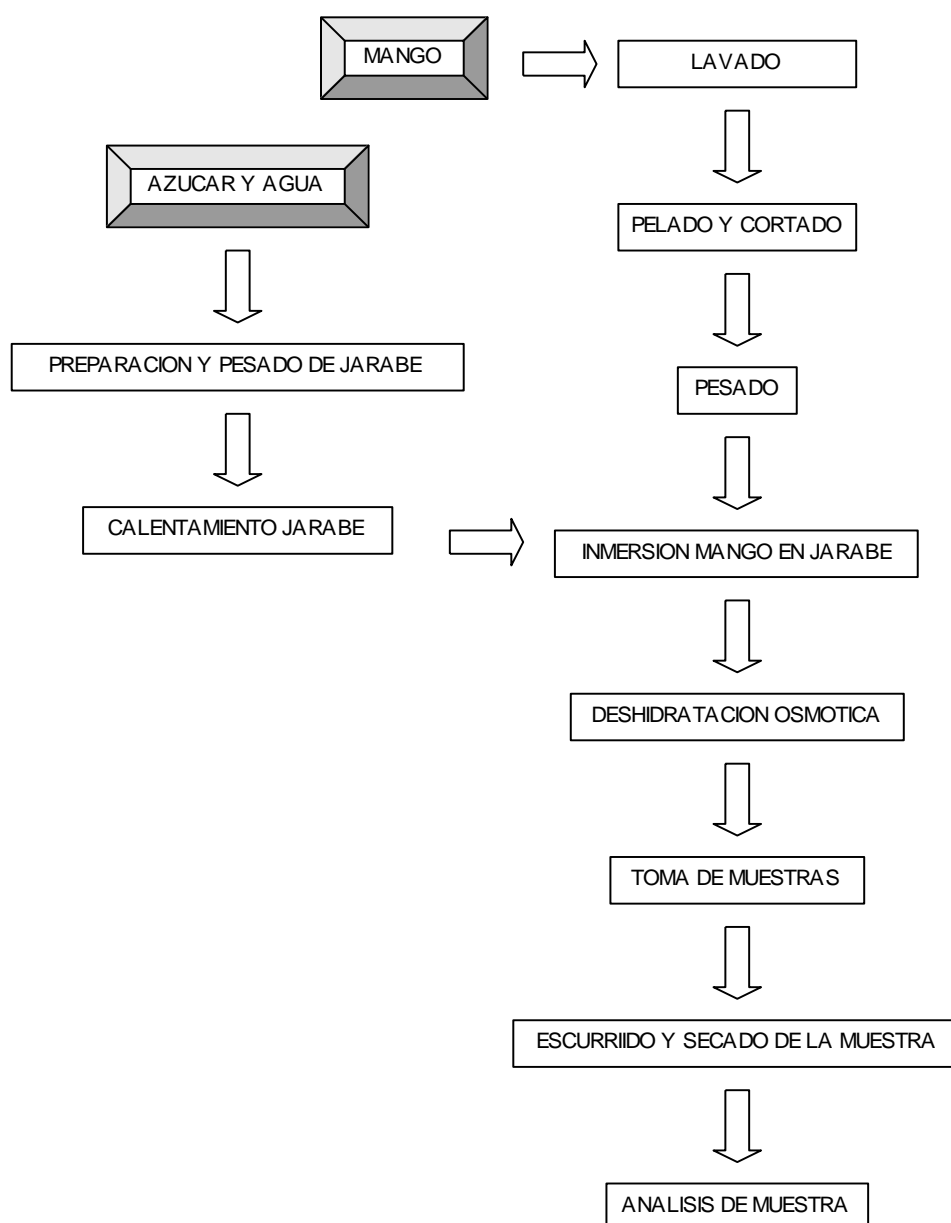 MANGO
LAVADO
AZUCAR Y AGUA
PELADO Y CORTADO
PREPARACION Y PESADO DE JARABE
PESADO
CALENTAMIENTO JARABE
INMERSION MANGO EN JARABE
DESHIDRATACION OSMOTICA
TOMA DE MUESTRAS
ESCURRIIDO Y SECADO DE LA MUESTRA
ANALISIS DE MUESTRA